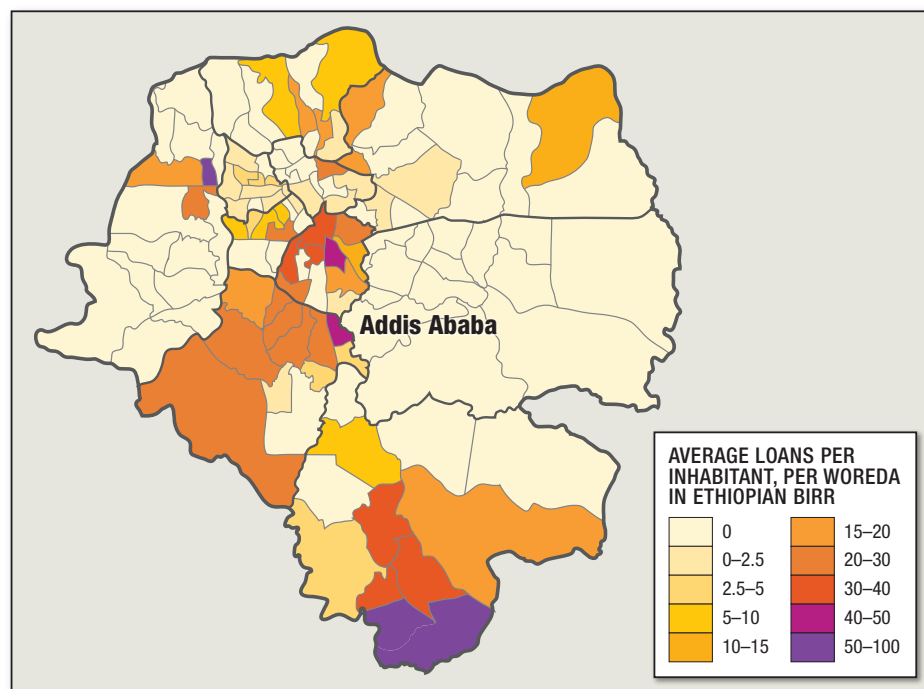 Addis Ababa
AVERAGE LOANS PER
INHABITANT, PER WOREDA
IN ETHIOPIAN BIRR
0
0–2.5
2.5–5
5–10
10–15
15–20
20–30
30–40
40–50
50–100